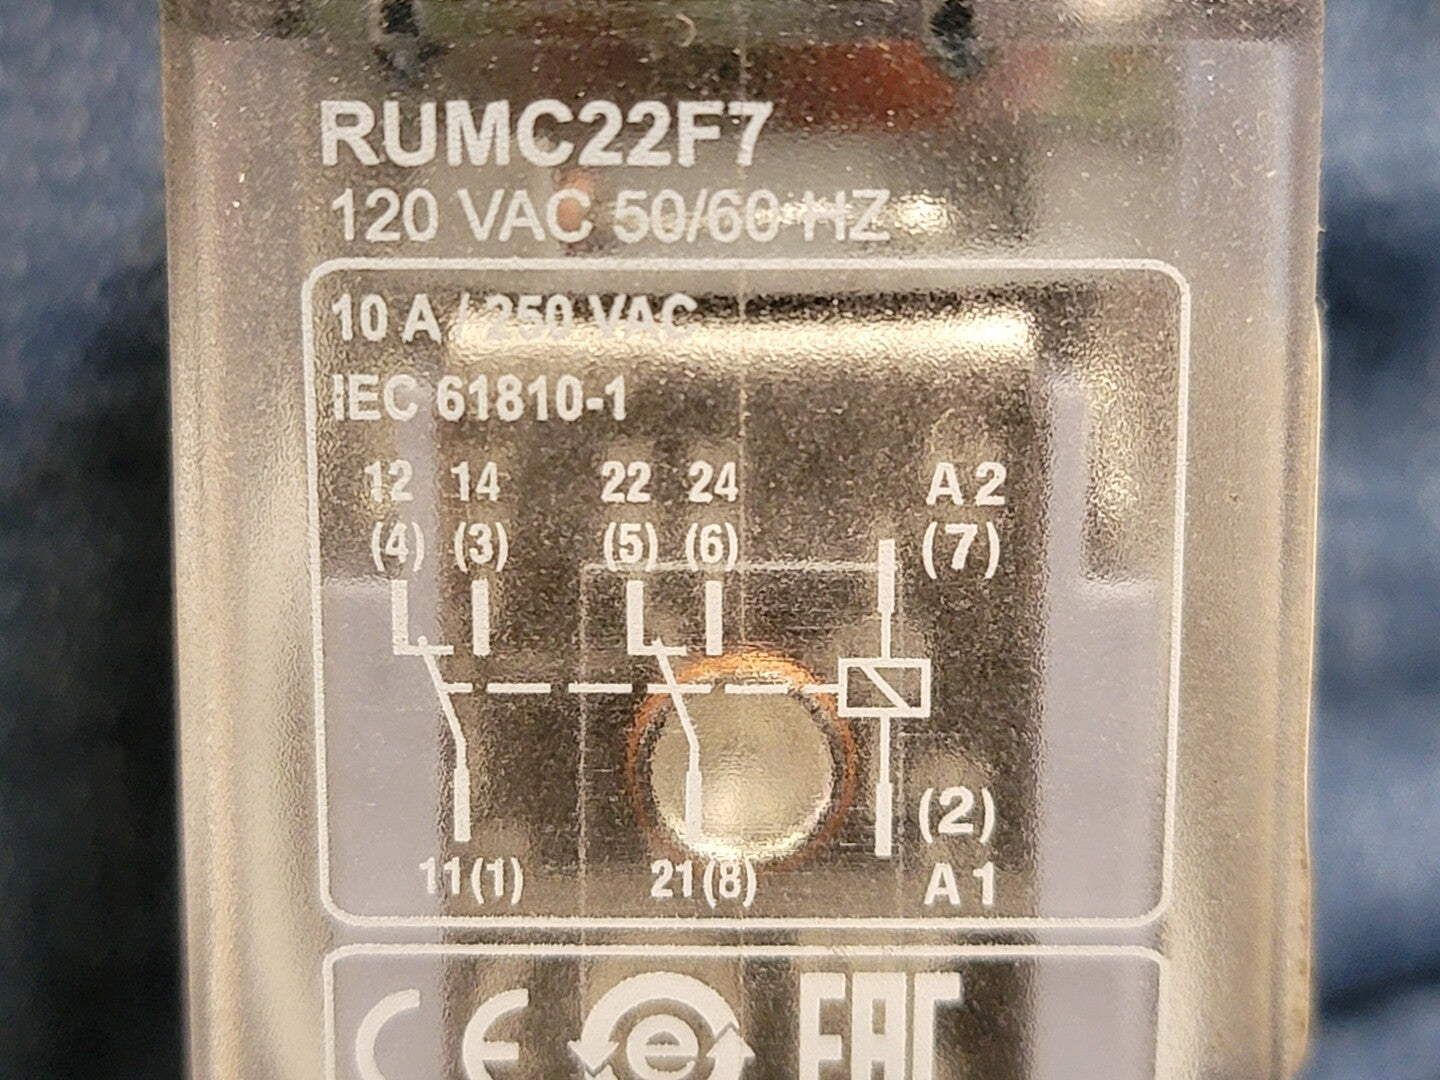 RUMC22F7
120 VAC 50/60 HZ
10 A / 250 VAC
IEC 61810-1
12 14 22 24 A2
(4) (3) (5) (6) (7)
(2)
11(1) 21(8) A1
CE e EAC